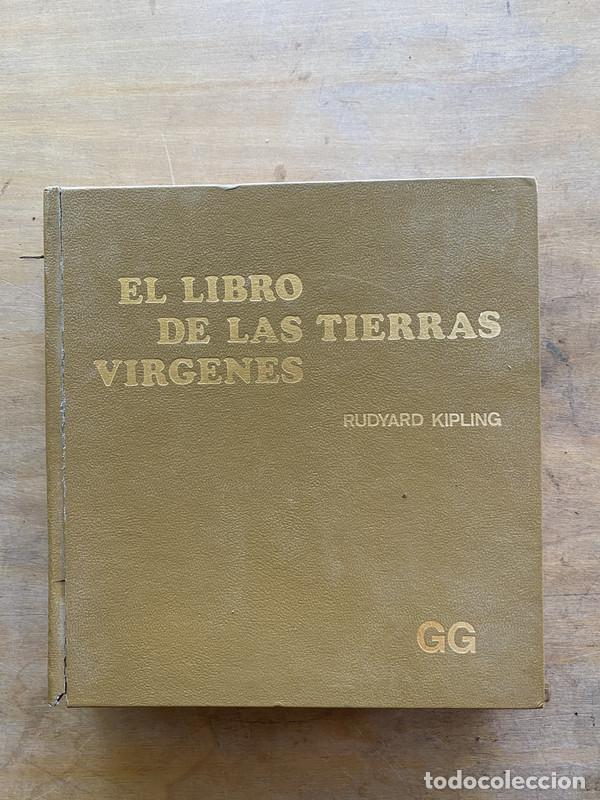 EL LIBRO
DE LAS TIERRAS
VIRGENES
RUDYARD KIPLING
GG
todocoleccion